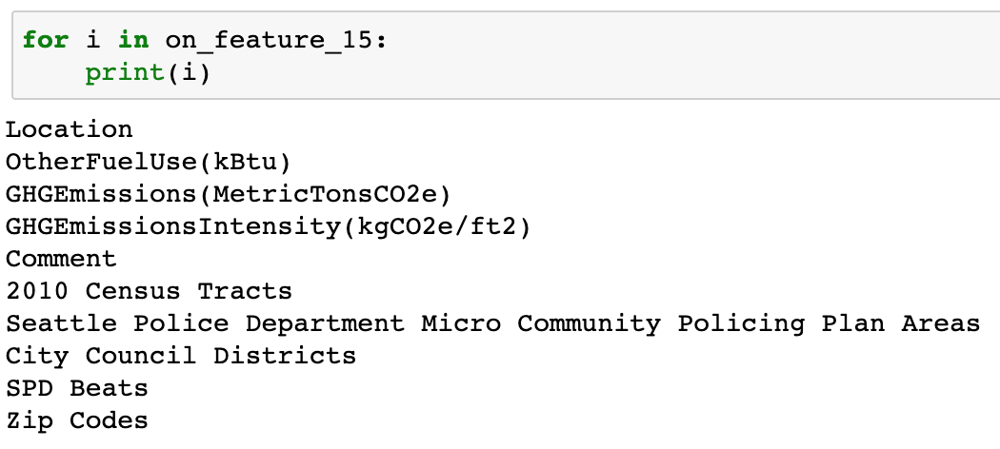 for i in on_feature_15:
    print(i)
Location
OtherFuelUse(kBtu)
GHGEmissions(MetricTonsCO2e)
GHGEmissionsIntensity(kgCO2e/ft2)
Comment
2010 Census Tracts
Seattle Police Department Micro Community Policing Plan Areas
City Council Districts
SPD Beats
Zip Codes